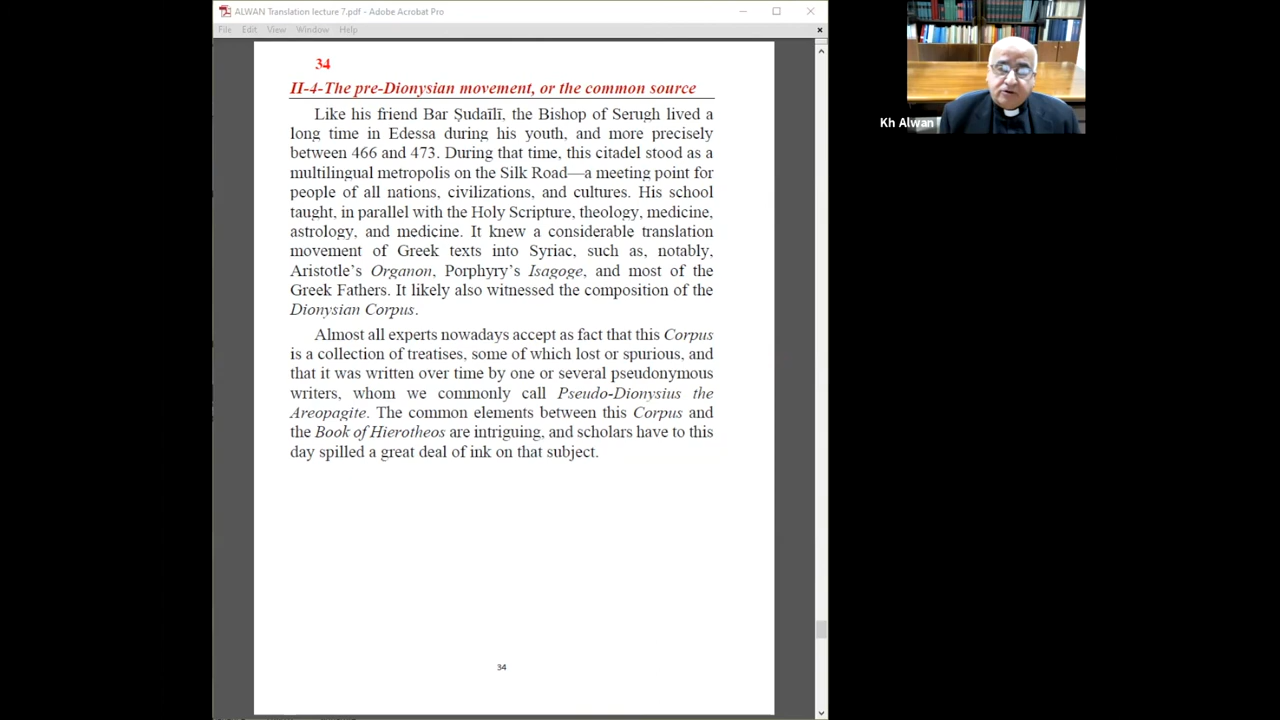 ALWAN Translation lecture 7.pdf - Adobe Acrobat Pro
File Edit View Window Help
34
II-4-The pre-Dionysian movement, or the common source
Like his friend Bar Ṣudaīlī, the Bishop of Serugh lived a
long time in Edessa during his youth, and more precisely
between 466 and 473. During that time, this citadel stood as a
multilingual metropolis on the Silk Road—a meeting point for
people of all nations, civilizations, and cultures. His school
taught, in parallel with the Holy Scripture, theology, medicine,
astrology, and medicine. It knew a considerable translation
movement of Greek texts into Syriac, such as, notably,
Aristotle’s Organon, Porphyry’s Isagoge, and most of the
Greek Fathers. It likely also witnessed the composition of the
Dionysian Corpus.
Almost all experts nowadays accept as fact that this Corpus
is a collection of treatises, some of which lost or spurious, and
that it was written over time by one or several pseudonymous
writers, whom we commonly call Pseudo-Dionysius the
Areopagite. The common elements between this Corpus and
the Book of Hierotheos are intriguing, and scholars have to this
day spilled a great deal of ink on that subject.
34
Kh Alwan